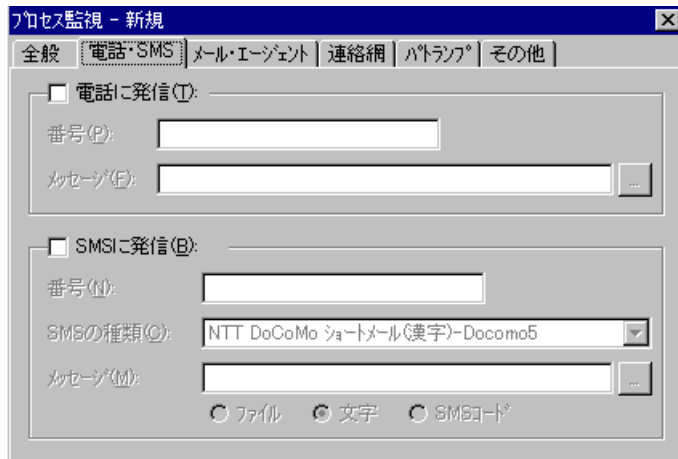 プロセス監視 - 新規
全般 電話・SMS ﾒｰﾙ・ｴｰｼﾞｪﾝﾄ 連絡網 ﾊﾟﾄﾗﾝﾌﾟ その他
電話に発信(T):
番号(P):
ﾒｯｾｰｼﾞ(F):
...
SMSに発信(B):
番号(N):
SMSの種類(C): NTT DoCoMo ｼｮｰﾄﾒｰﾙ(漢字)-Docomo5
ﾒｯｾｰｼﾞ(M):
...
ﾌｧｲﾙ 文字 SMSｺｰﾄﾞ